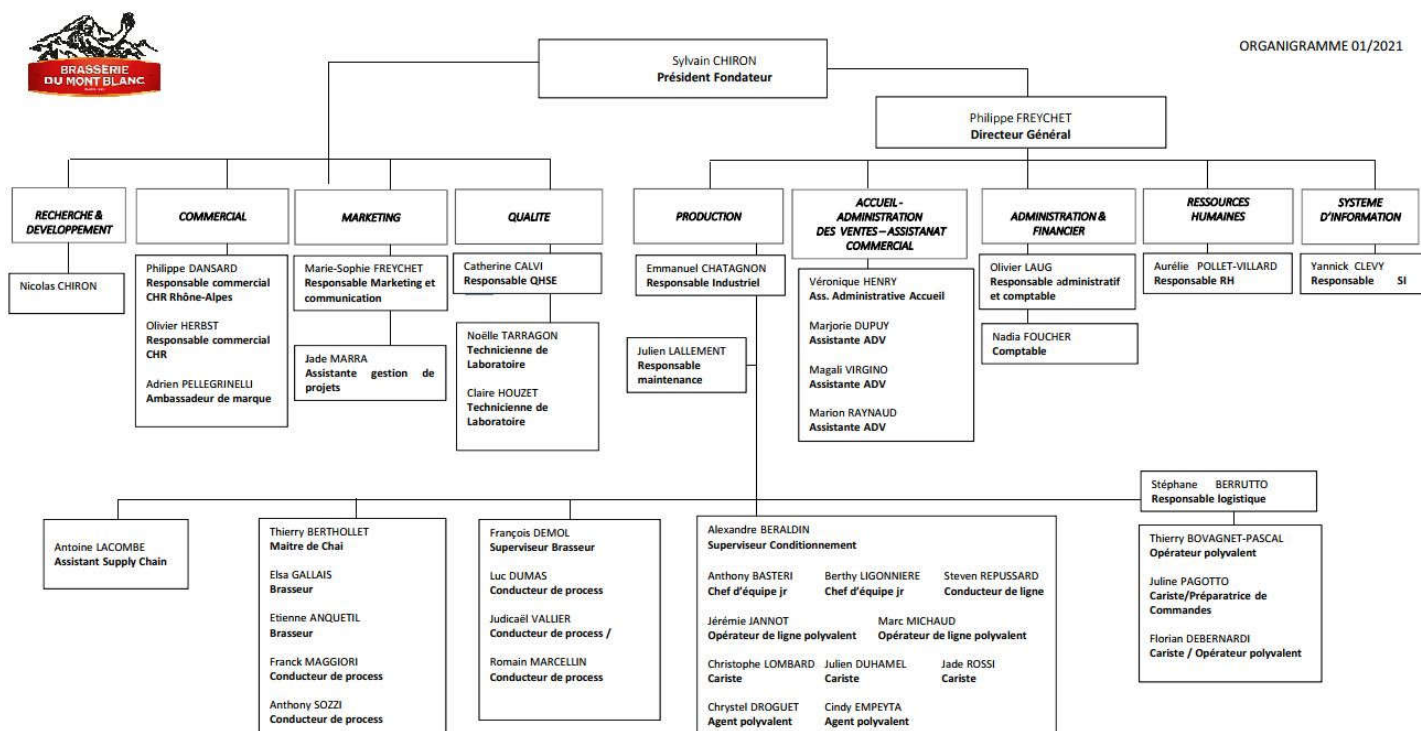 BRASSERIE
DU MONT BLANC
ORGANIGRAMME 01/2021
Sylvain CHIRON
Président Fondateur
Philippe FREYCHET
Directeur Général
RECHERCHE &
DEVELOPPEMENT
COMMERCIAL
MARKETING
QUALITE
PRODUCTION
ACCUEIL -
ADMINISTRATION
DES VENTES – ASSISTANAT
COMMERCIAL
ADMINISTRATION &
FINANCIER
RESSOURCES
HUMAINES
SYSTEME
D'INFORMATION
Nicolas CHIRON
Philippe DANSARD
Responsable commercial
CHR Rhône-Alpes
Olivier HERBST
Responsable commercial
CHR
Adrien PELLEGRINELLI
Ambassadeur de marque
Marie-Sophie FREYCHET
Responsable Marketing et
communication
Jade MARRA
Assistante gestion de
projets
Catherine CALVI
Responsable QHSE
Noëlle TARRAGON
Technicienne de
Laboratoire
Claire HOUZET
Technicienne de
Laboratoire
Emmanuel CHATAGNON
Responsable Industriel
Julien LALLEMENT
Responsable
maintenance
Véronique HENRY
Ass. Administrative Accueil
Marjorie DUPUY
Assistante ADV
Magali VIRGINO
Assistante ADV
Marion RAYNAUD
Assistante ADV
Olivier LAUG
Responsable administratif
et comptable
Nadia FOUCHER
Comptable
Aurélie POLLET-VILLARD
Responsable RH
Yannick CLEVY
Responsable SI
Stéphane BERRUTTO
Responsable logistique
Antoine LACOMBE
Assistant Supply Chain
Thierry BERTHOLLET
Maitre de Chai
Elsa GALLAIS
Brasseur
Etienne ANQUETIL
Brasseur
Franck MAGGIORI
Conducteur de process
Anthony SOZZI
Conducteur de process
François DEMOL
Superviseur Brasseur
Luc DUMAS
Conducteur de process
Judicaël VALLIER
Conducteur de process /
Romain MARCELLIN
Conducteur de process
Alexandre BERALDIN
Superviseur Conditionnement
Anthony BASTERI Berthy LIGONNIERE Steven REPUSSARD
Chef d'équipe jr Chef d'équipe jr Conducteur de ligne
Jérémie JANNOT Marc MICHAUD
Opérateur de ligne polyvalent Opérateur de ligne polyvalent
Christophe LOMBARD Julien DUHAMEL Jade ROSSI
Cariste Cariste Cariste
Chrystel DROGUET Cindy EMPEYTA
Agent polyvalent Agent polyvalent
Thierry BOVAGNET-PASCAL
Opérateur polyvalent
Juline PAGOTTO
Cariste/Préparatrice de
Commandes
Florian DEBERNARDI
Cariste / Opérateur polyvalent